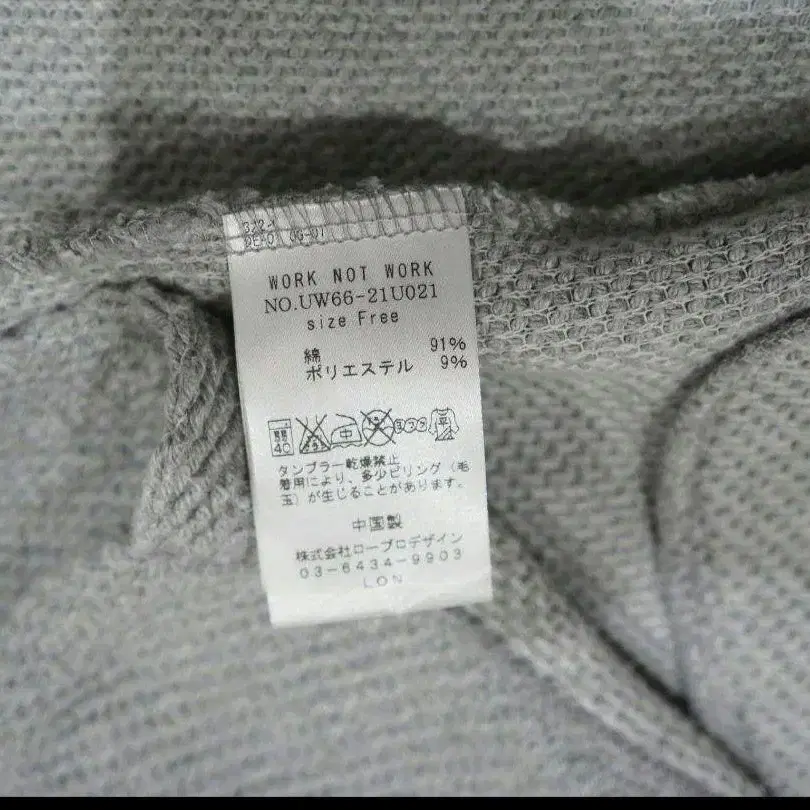 WORK NOT WORK
NO.UW66-21U021
size Free
綿 91%
ポリエステル 9%
40
中
平
タンブラー乾燥禁止
着用により、多少ピリング（毛
玉）が生じることがあります。
中国製
株式会社ローブロデザイン
03-6434-9903
LON